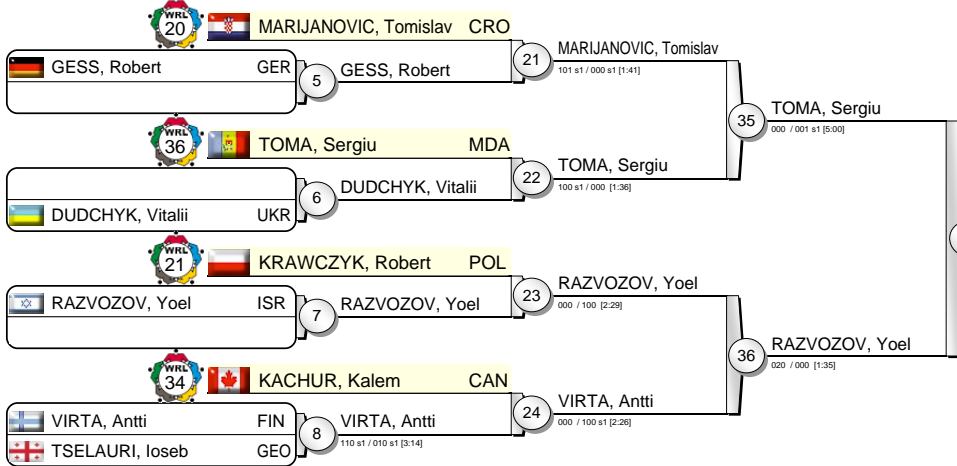 WRL
20
MARIJANOVIC, Tomislav CRO
GESS, Robert GER
5
GESS, Robert
21
MARIJANOVIC, Tomislav
101 s1 / 000 s1 [1:41]
WRL
36
TOMA, Sergiu MDA
DUDCHYK, Vitalii UKR
6
DUDCHYK, Vitalii
22
TOMA, Sergiu
100 s1 / 000 [1:36]
35
TOMA, Sergiu
000 / 001 s1 [5:00]
WRL
21
KRAWCZYK, Robert POL
RAZVOZOV, Yoel ISR
7
RAZVOZOV, Yoel
23
RAZVOZOV, Yoel
000 / 100 [2:29]
WRL
34
KACHUR, Kalem CAN
VIRTA, Antti FIN
TSELAURI, Ioseb GEO
8
VIRTA, Antti
110 s1 / 010 s1 [3:14]
24
VIRTA, Antti
000 / 100 s1 [2:26]
36
RAZVOZOV, Yoel
020 / 000 [1:35]